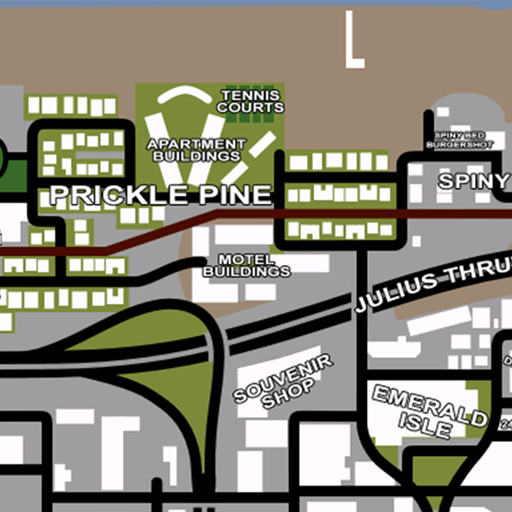 TENNIS
COURTS
SPINY BED
BURGERSHOT
APARTMENT
BUILDINGS
PRICKLE PINE
SPINY
MOTEL
BUILDINGS
JULIUS THRU
SOUVENIR
SHOP
EMERALD
ISLE